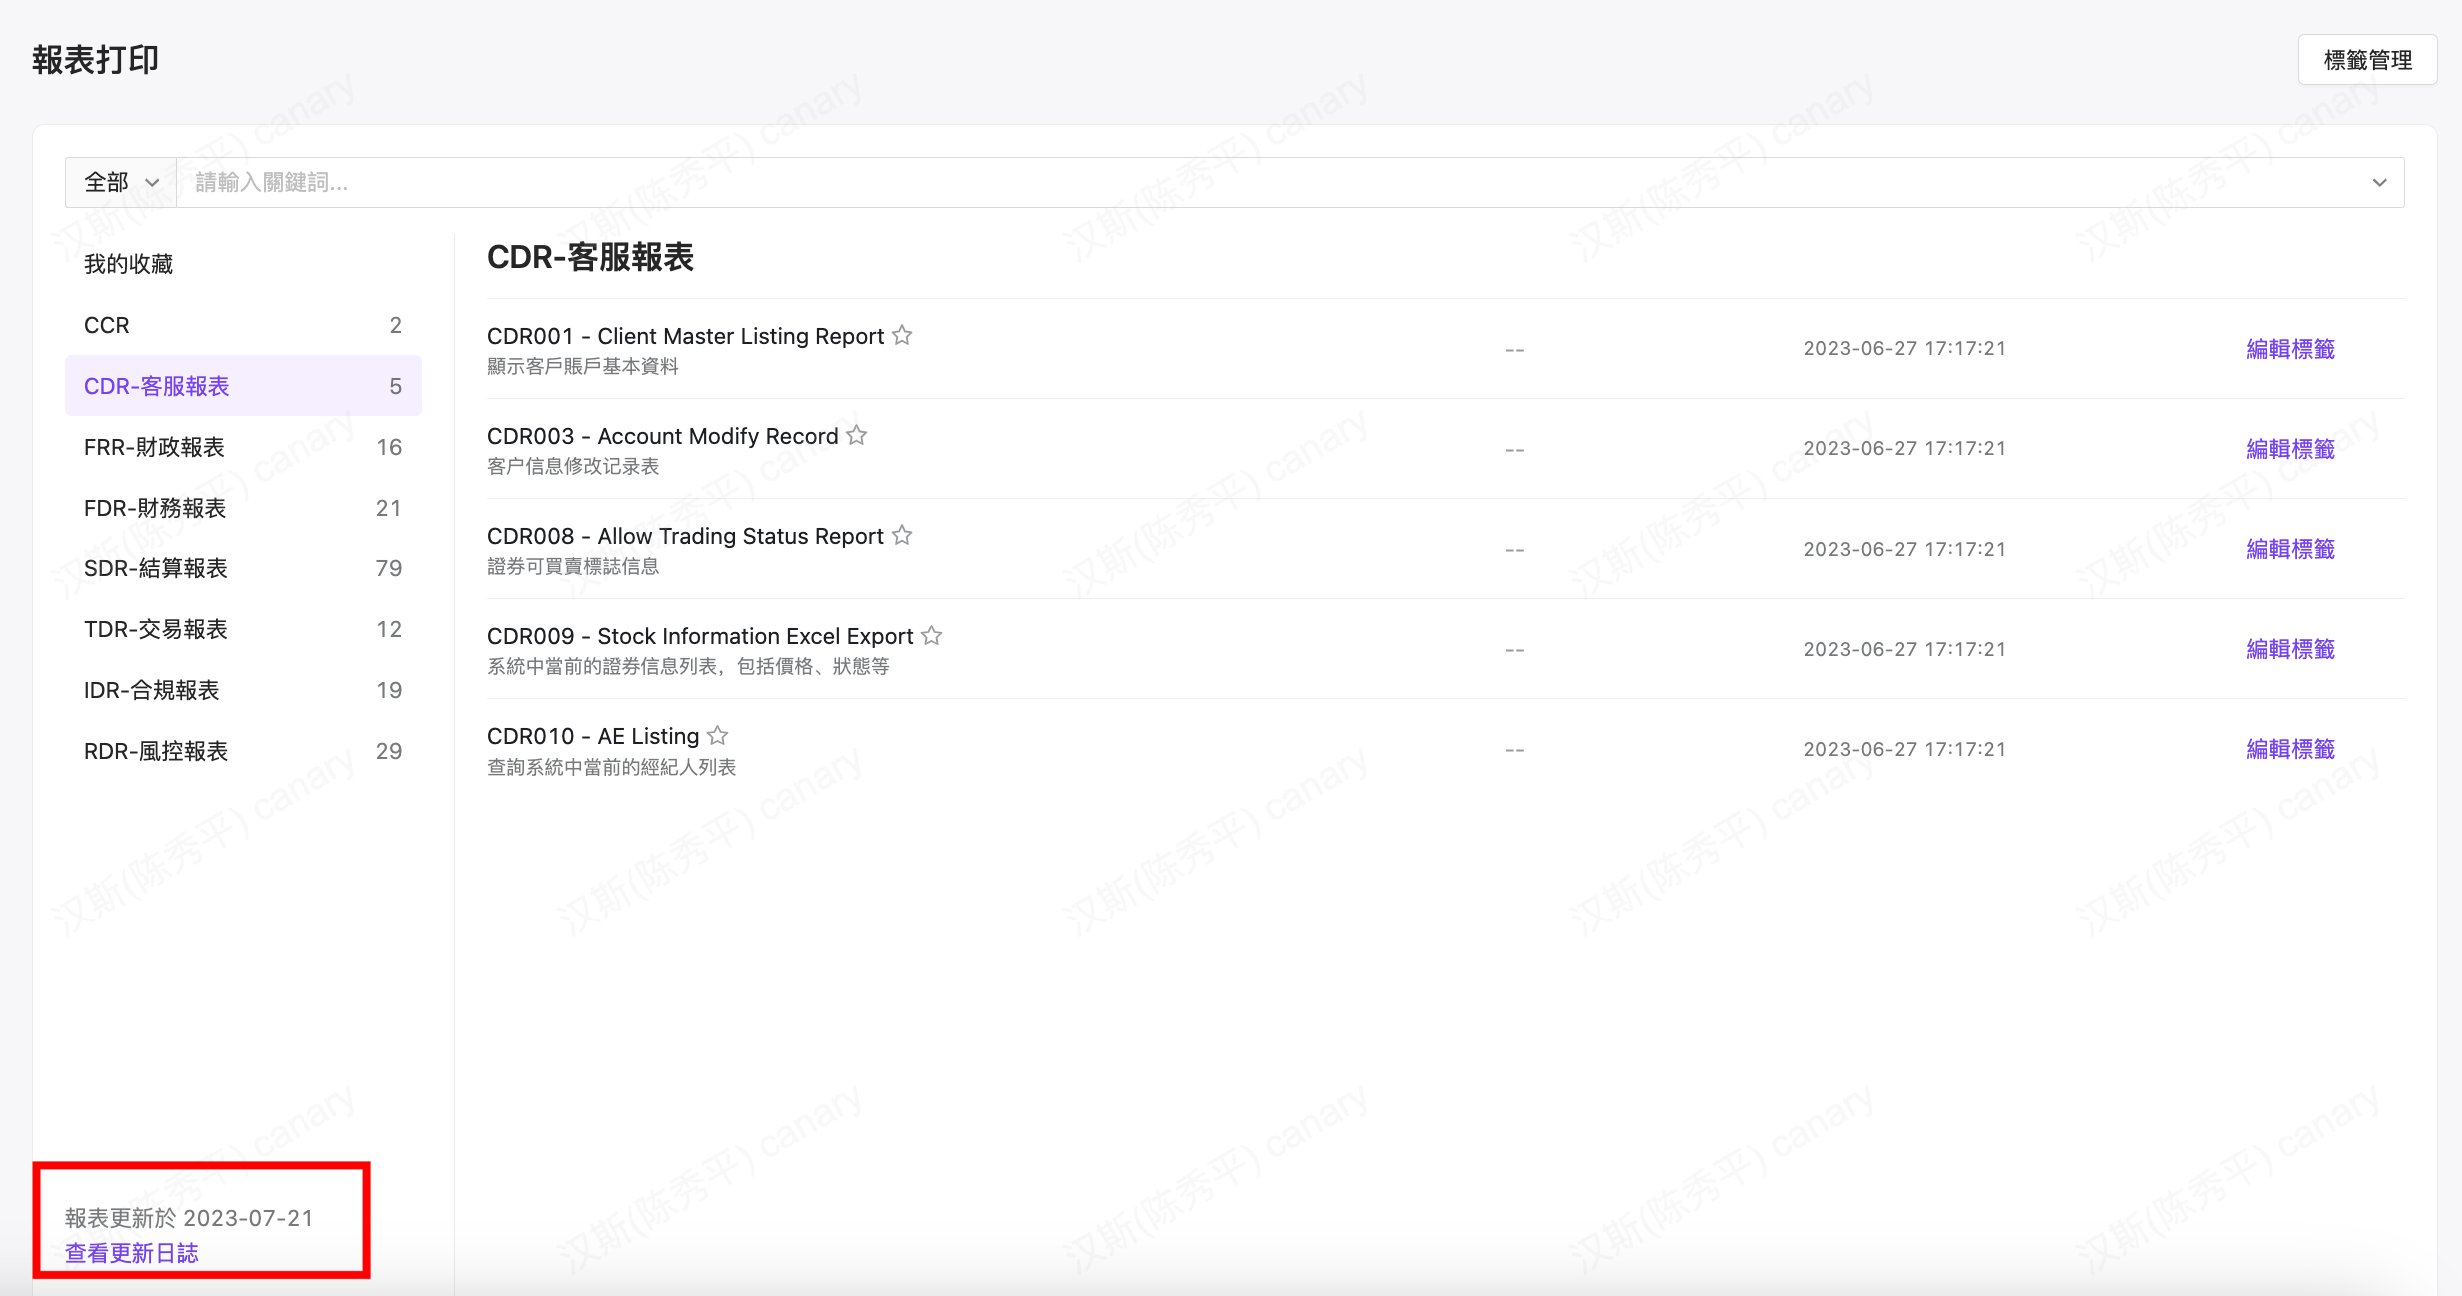 報表打印
標籤管理
全部
請輸入關鍵詞...
我的收藏
CCR 2
CDR-客服報表 5
FRR-財政報表 16
FDR-財務報表 21
SDR-結算報表 79
TDR-交易報表 12
IDR-合規報表 19
RDR-風控報表 29
報表更新於 2023-07-21
查看更新日誌
CDR-客服報表
CDR001 - Client Master Listing Report
顯示客戶賬戶基本資料
-- 2023-06-27 17:17:21 編輯標籤
CDR003 - Account Modify Record
客户信息修改记录表
-- 2023-06-27 17:17:21 編輯標籤
CDR008 - Allow Trading Status Report
證券可買賣標誌信息
-- 2023-06-27 17:17:21 編輯標籤
CDR009 - Stock Information Excel Export
系統中當前的證券信息列表，包括價格、狀態等
-- 2023-06-27 17:17:21 編輯標籤
CDR010 - AE Listing
查詢系統中當前的經紀人列表
-- 2023-06-27 17:17:21 編輯標籤
汉斯(陈秀平) canary